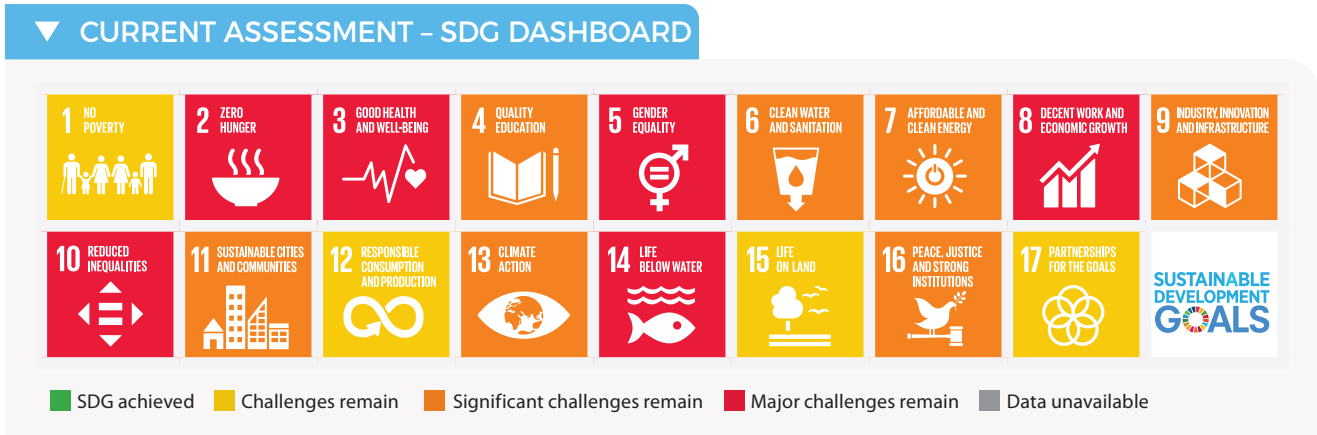 CURRENT ASSESSMENT – SDG DASHBOARD
1 NO
POVERTY
2 ZERO
HUNGER
3 GOOD HEALTH
AND WELL-BEING
4 QUALITY
EDUCATION
5 GENDER
EQUALITY
6 CLEAN WATER
AND SANITATION
7 AFFORDABLE AND
CLEAN ENERGY
8 DECENT WORK AND
ECONOMIC GROWTH
9 INDUSTRY, INNOVATION
AND INFRASTRUCTURE
10 REDUCED
INEQUALITIES
11 SUSTAINABLE CITIES
AND COMMUNITIES
12 RESPONSIBLE
CONSUMPTION
AND PRODUCTION
13 CLIMATE
ACTION
14 LIFE
BELOW WATER
15 LIFE
ON LAND
16 PEACE, JUSTICE
AND STRONG
INSTITUTIONS
17 PARTNERSHIPS
FOR THE GOALS
SUSTAINABLE
DEVELOPMENT
GOALS
SDG achieved
Challenges remain
Significant challenges remain
Major challenges remain
Data unavailable